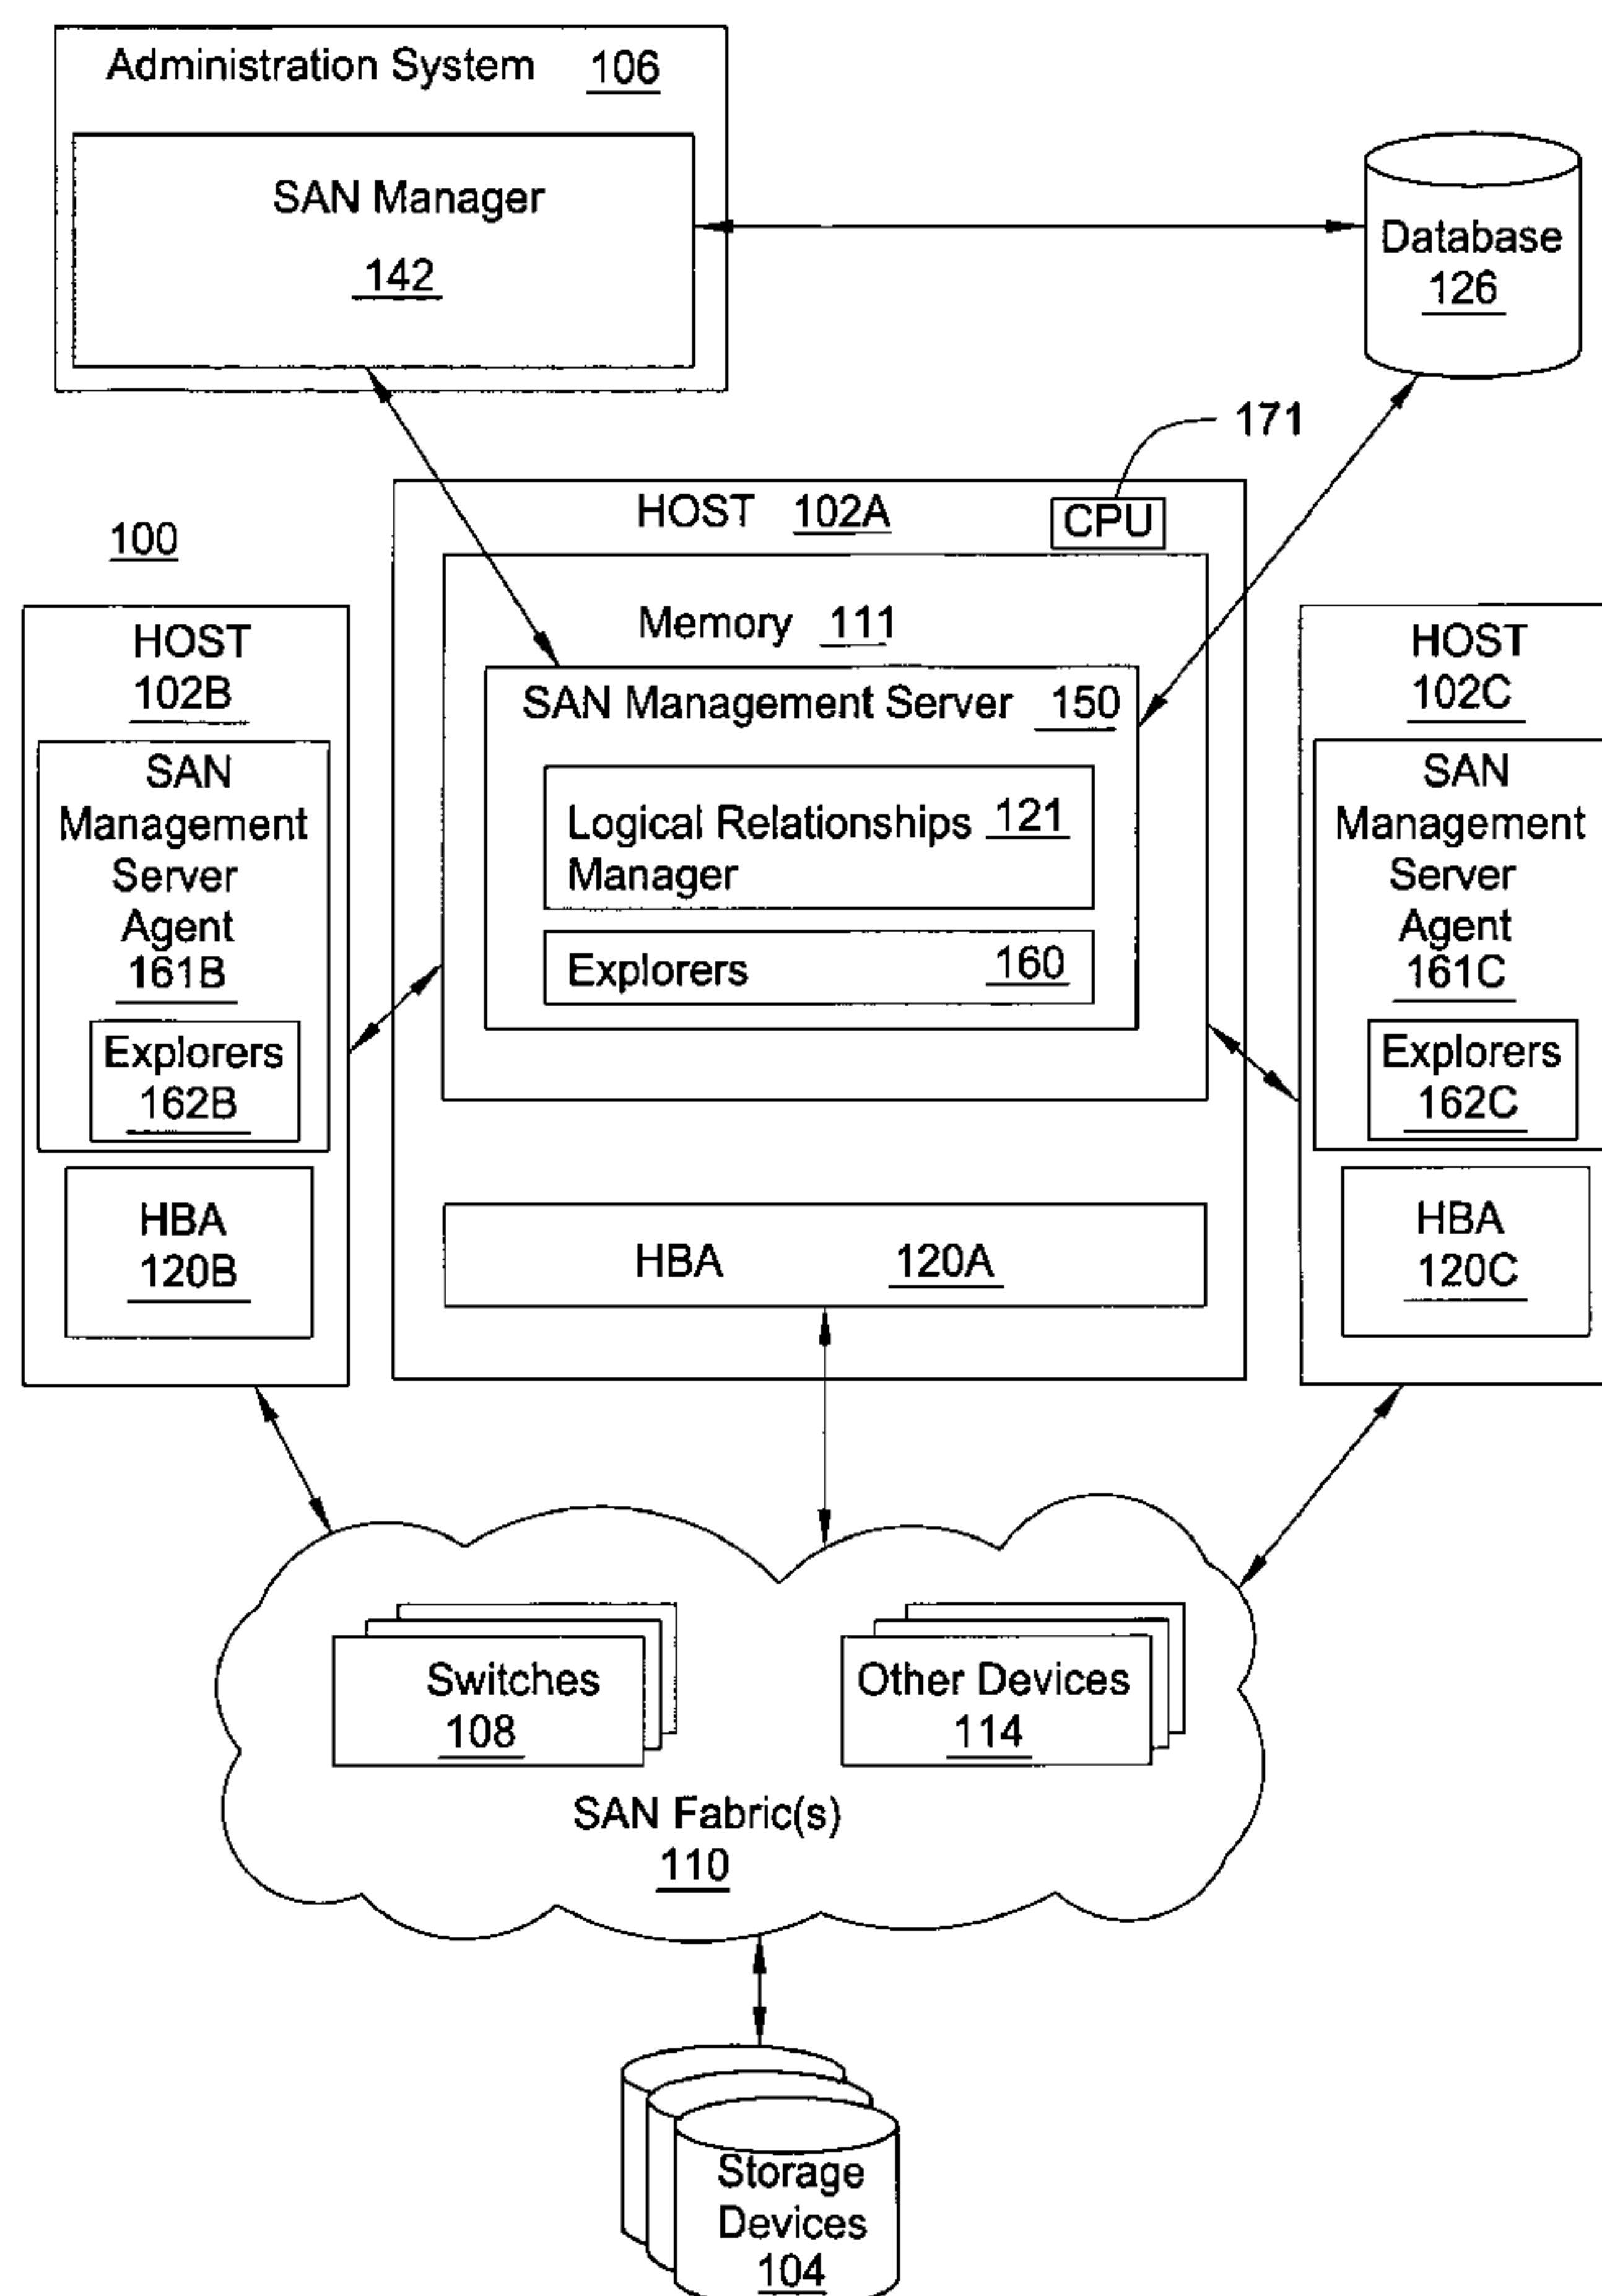 Administration System 106
SAN Manager
142
Database
126
171
HOST 102A
CPU
100
Memory 111
HOST
102B
SAN Management Server 150
HOST
102C
SAN
Management
Server
Agent
161B
Logical Relationships 121
Manager
SAN
Management
Server
Agent
161C
Explorers 160
Explorers
162B
Explorers
162C
HBA
120B
HBA 120A
HBA
120C
Switches
108
Other Devices
114
SAN Fabric(s)
110
Storage
Devices
104